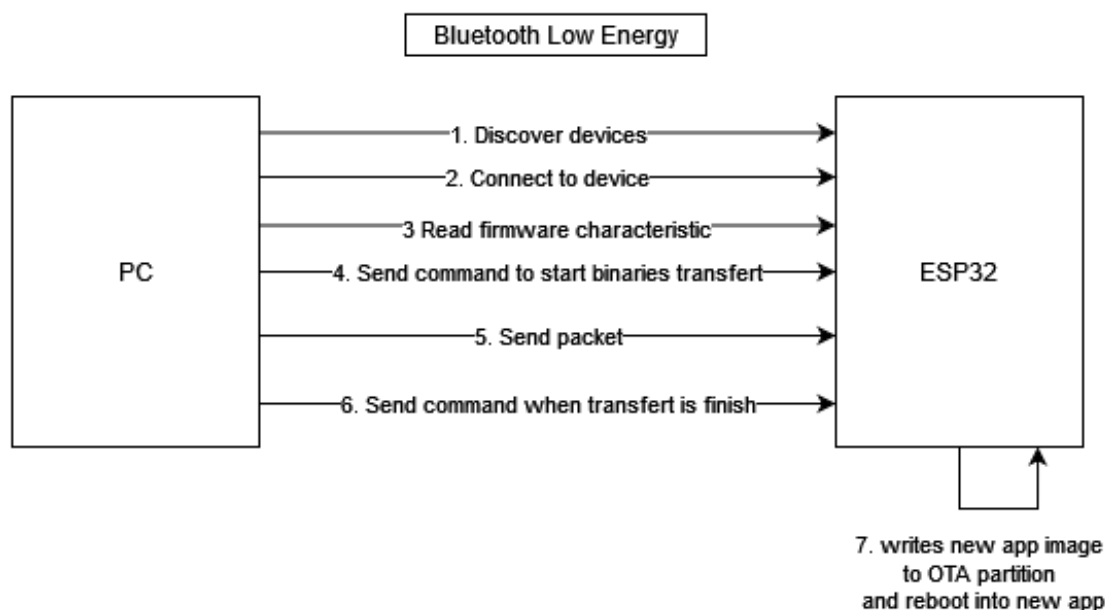 Bluetooth Low Energy
1. Discover devices
2. Connect to device
3 Read firmware characteristic
PC
4. Send command to start binaries transfert
ESP32
5. Send packet
6. Send command when transfert is finish
7. writes new app image
to OTA partition
and reboot into new app